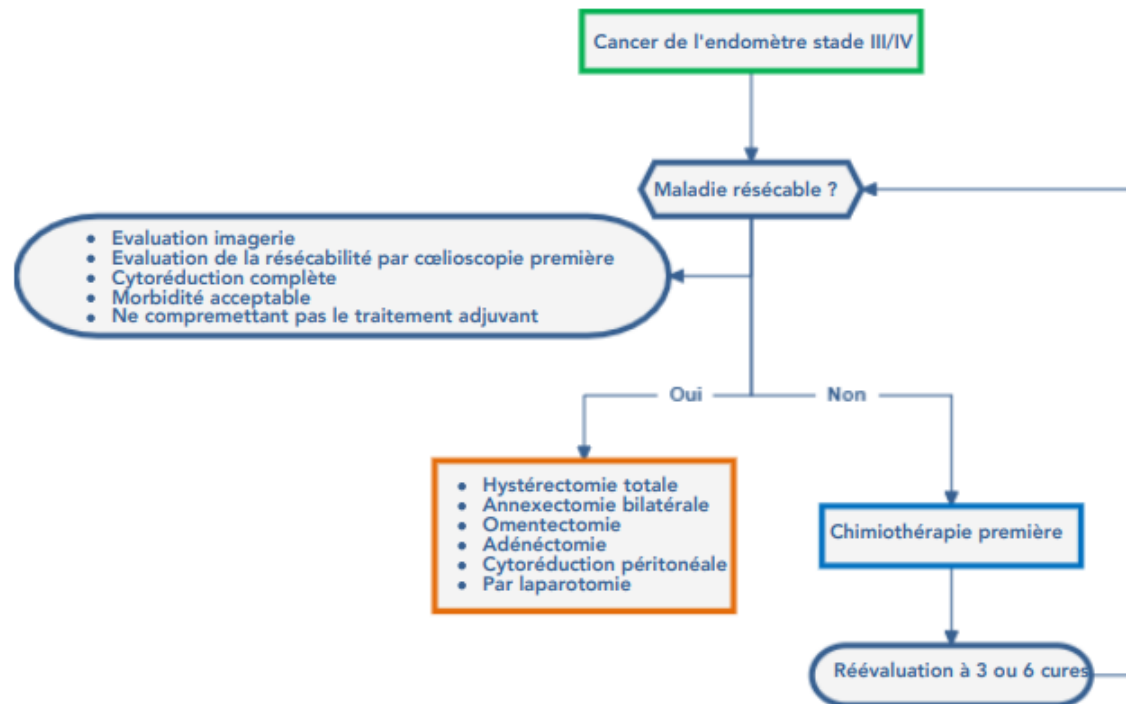 Cancer de l'endomètre stade III/IV
Maladie résécable ?
• Evaluation imagerie
• Evaluation de la résécabilité par cœlioscopie première
• Cytoréduction complète
• Morbidité acceptable
• Ne compremettant pas le traitement adjuvant
Oui
Non
• Hystérectomie totale
• Annexectomie bilatérale
• Omentectomie
• Adénéctomie
• Cytoréduction péritonéale
• Par laparotomie
Chimiothérapie première
Réévaluation à 3 ou 6 cures